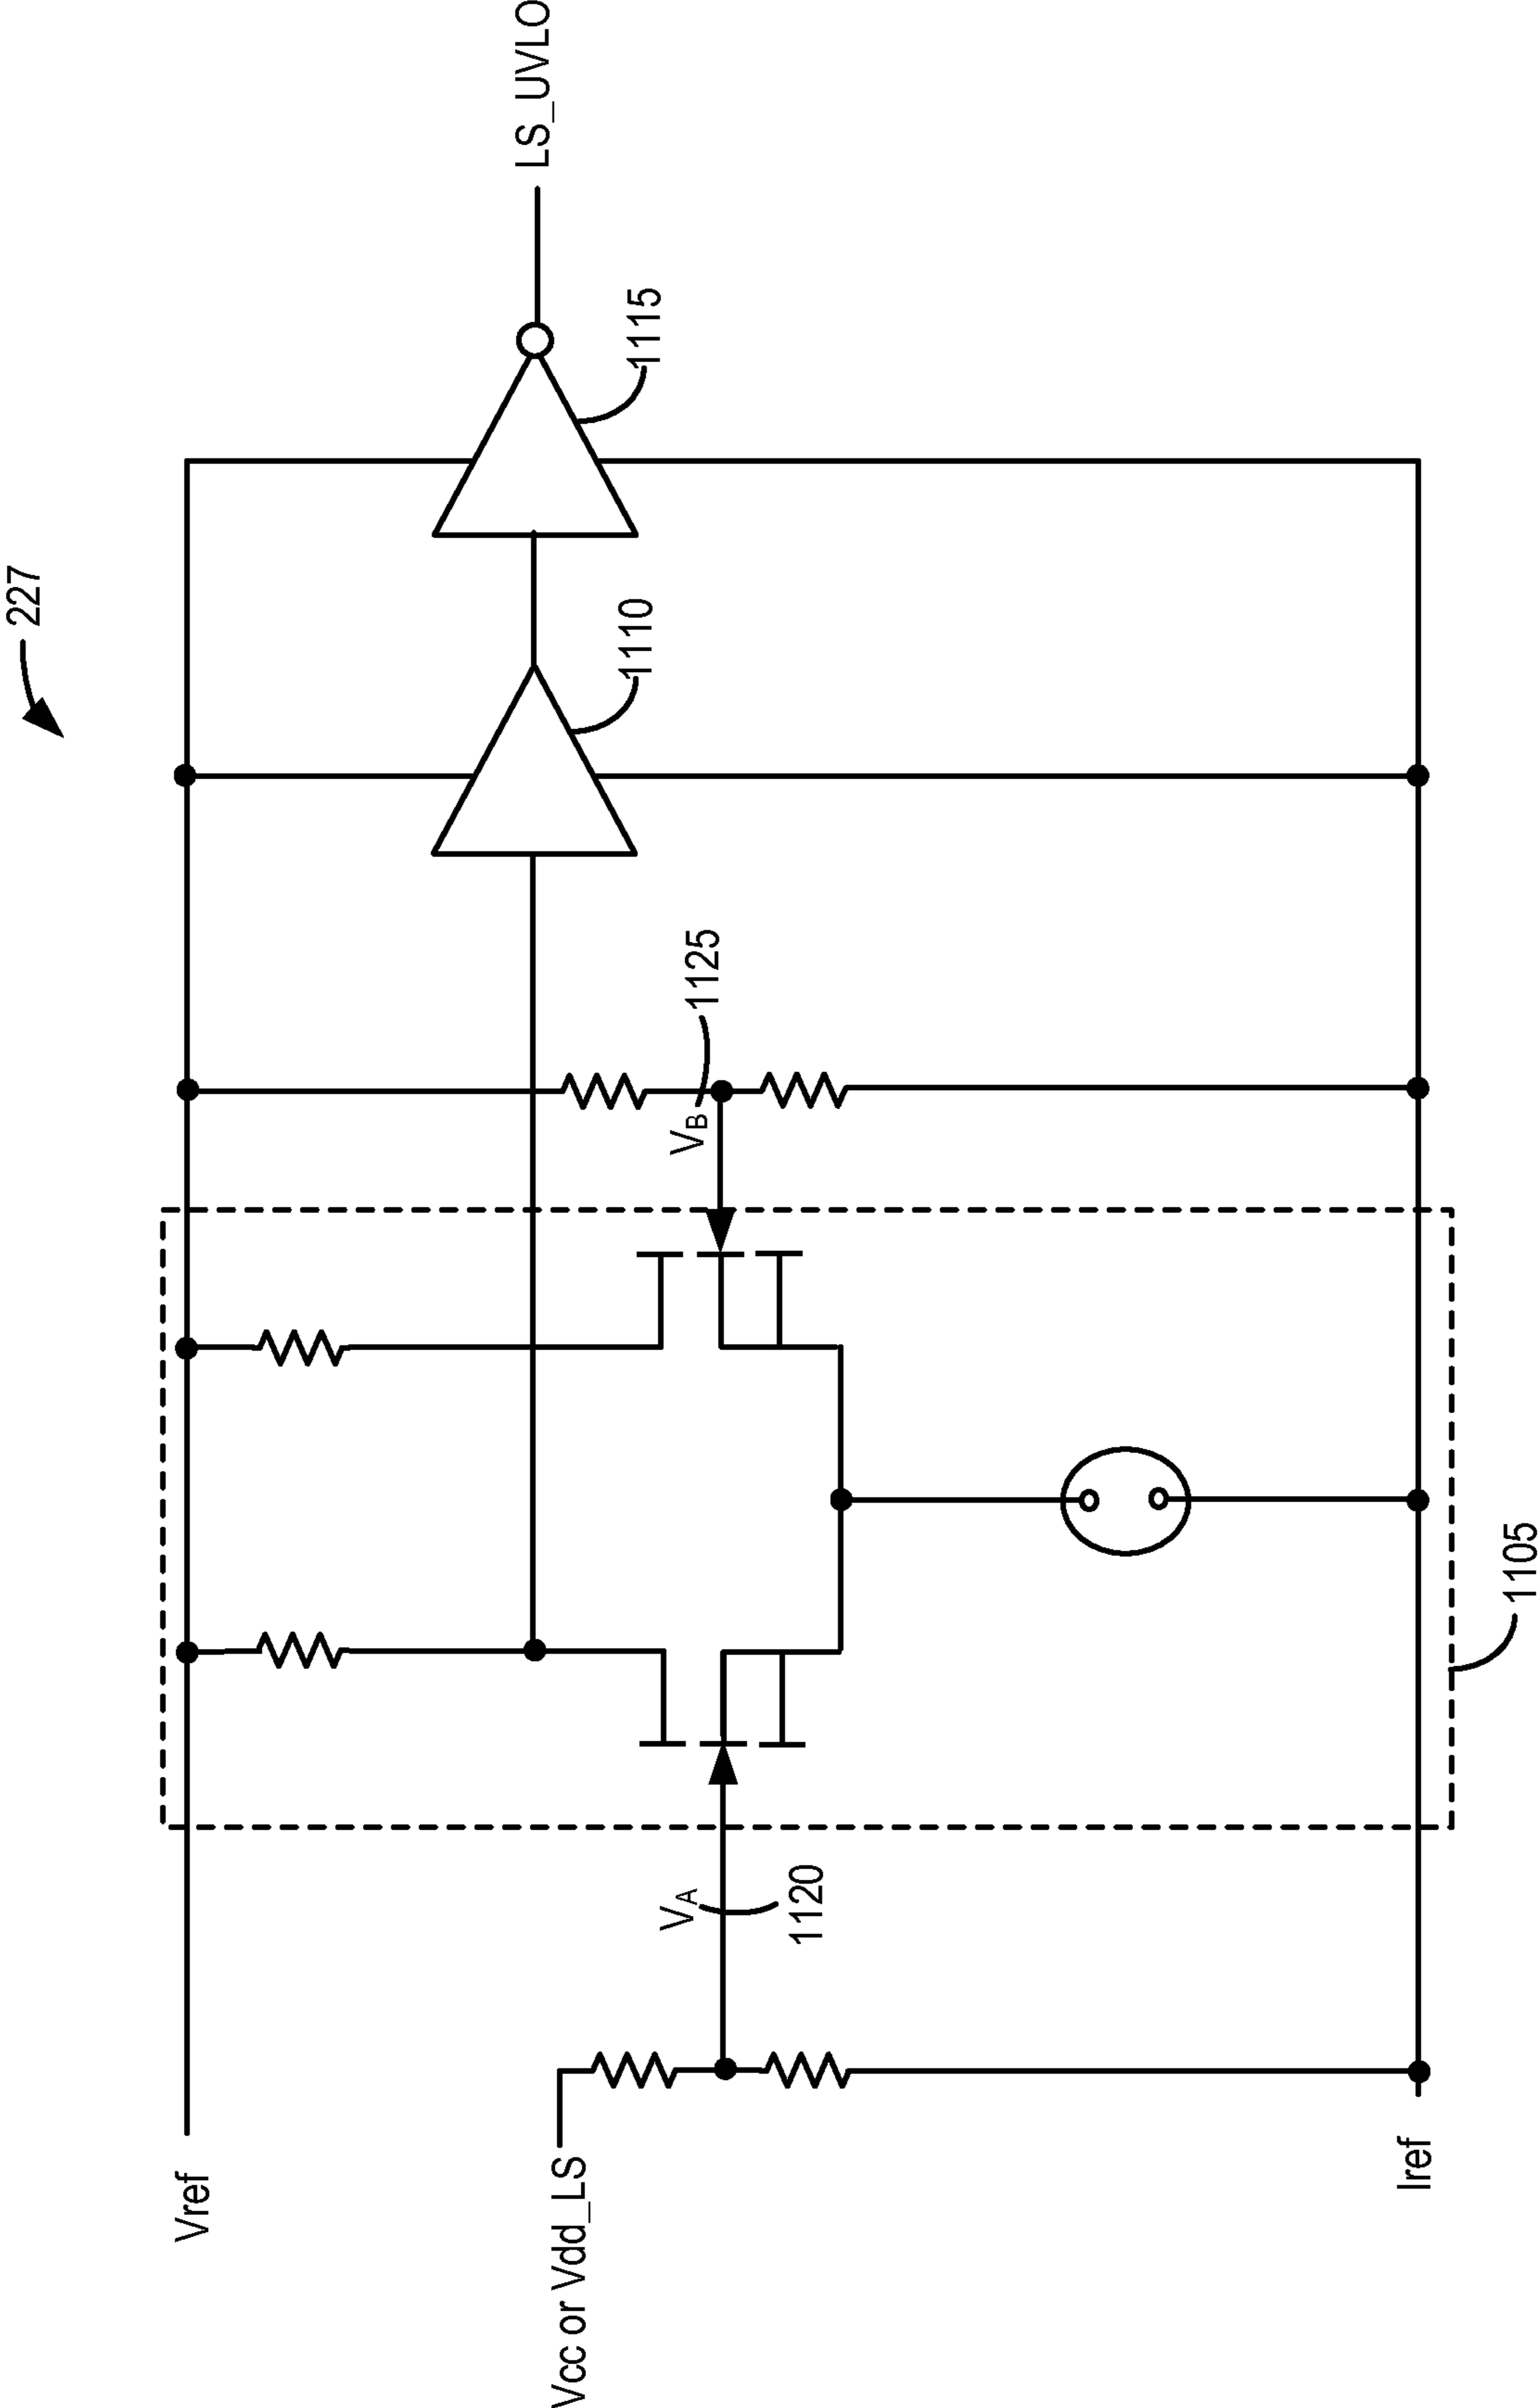 227
Vref
LS_UVLO
1115
1110
1125
VB
VA
1120
Vcc or Vdd_LS
Iref
1105